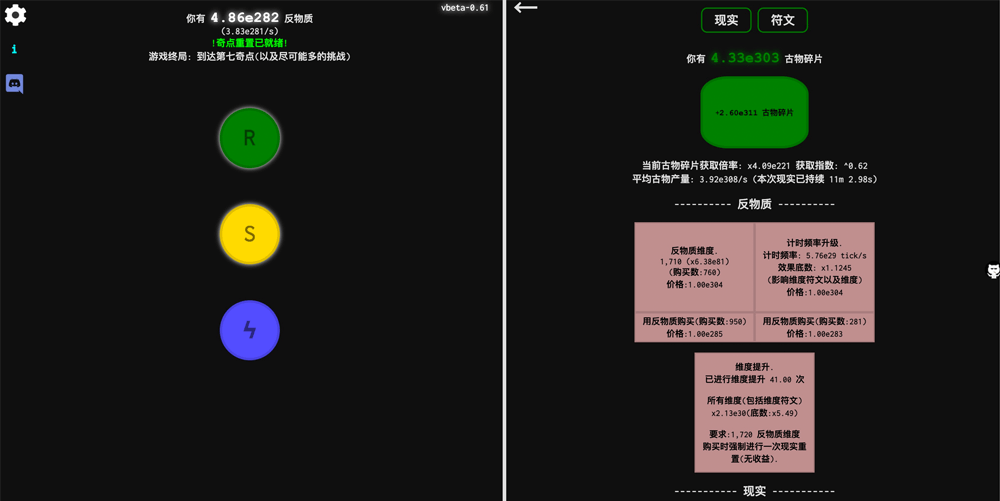 vbeta-0.61
你有 4.86e282 反物质
(3.83e281/s)
!奇点重置已就绪!
游戏终局: 到达第七奇点(以及尽可能多的挑战)
i
R
S
现实
符文
你有 4.33e303 古物碎片
+2.60e311 古物碎片
当前古物碎片获取倍率: x4.09e221 获取指数: ^0.62
平均古物产量: 3.92e308/s (本次现实已持续 11m 2.98s)
---------- 反物质 ----------
反物质维度.
1,710 (x6.38e81)
(购买数:760)
价格:1.00e304
计时频率升级.
计时频率: 5.76e29 tick/s
效果底数: x1.1245
(影响维度符文以及维度)
价格:1.00e304
用反物质购买(购买数:950)
价格:1.00e285
用反物质购买(购买数:281)
价格:1.00e283
维度提升.
已进行维度提升 41.00 次
所有维度(包括维度符文)
x2.13e30(底数:x5.49)
要求:1,720 反物质维度
购买时强制进行一次现实重
置(无收益).
----------- 现实 -----------